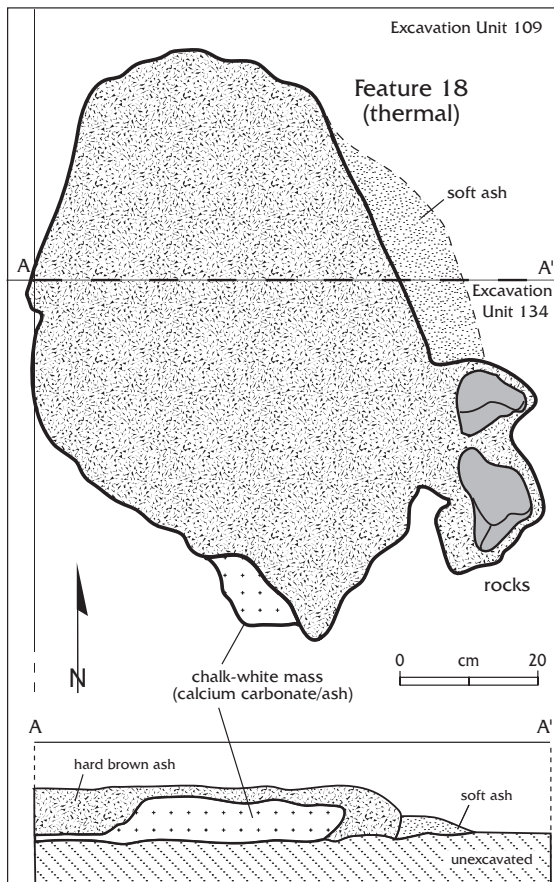 Excavation Unit 109
Feature 18
(thermal)
soft ash
A
A'
Excavation
Unit 134
rocks
N
0 cm 20
chalk-white mass
(calcium carbonate/ash)
A
A'
hard brown ash
soft ash
unexcavated